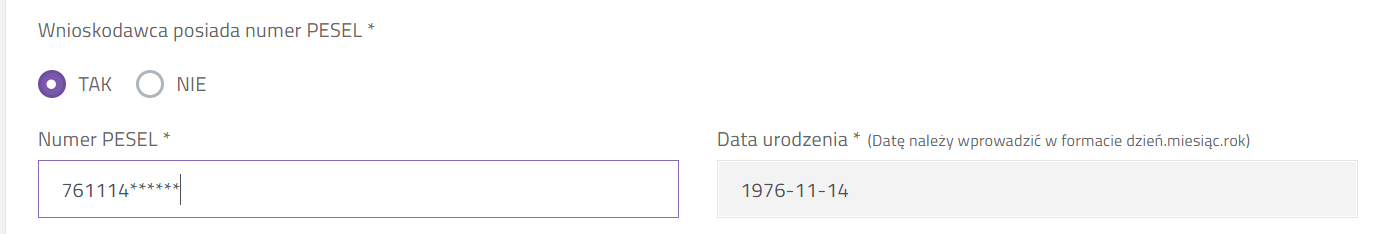 Wnioskodawca posiada numer PESEL *
TAK NIE
Numer PESEL *
761114******
Data urodzenia * (Datę należy wprowadzić w formacie dzień.miesiąc.rok)
1976-11-14